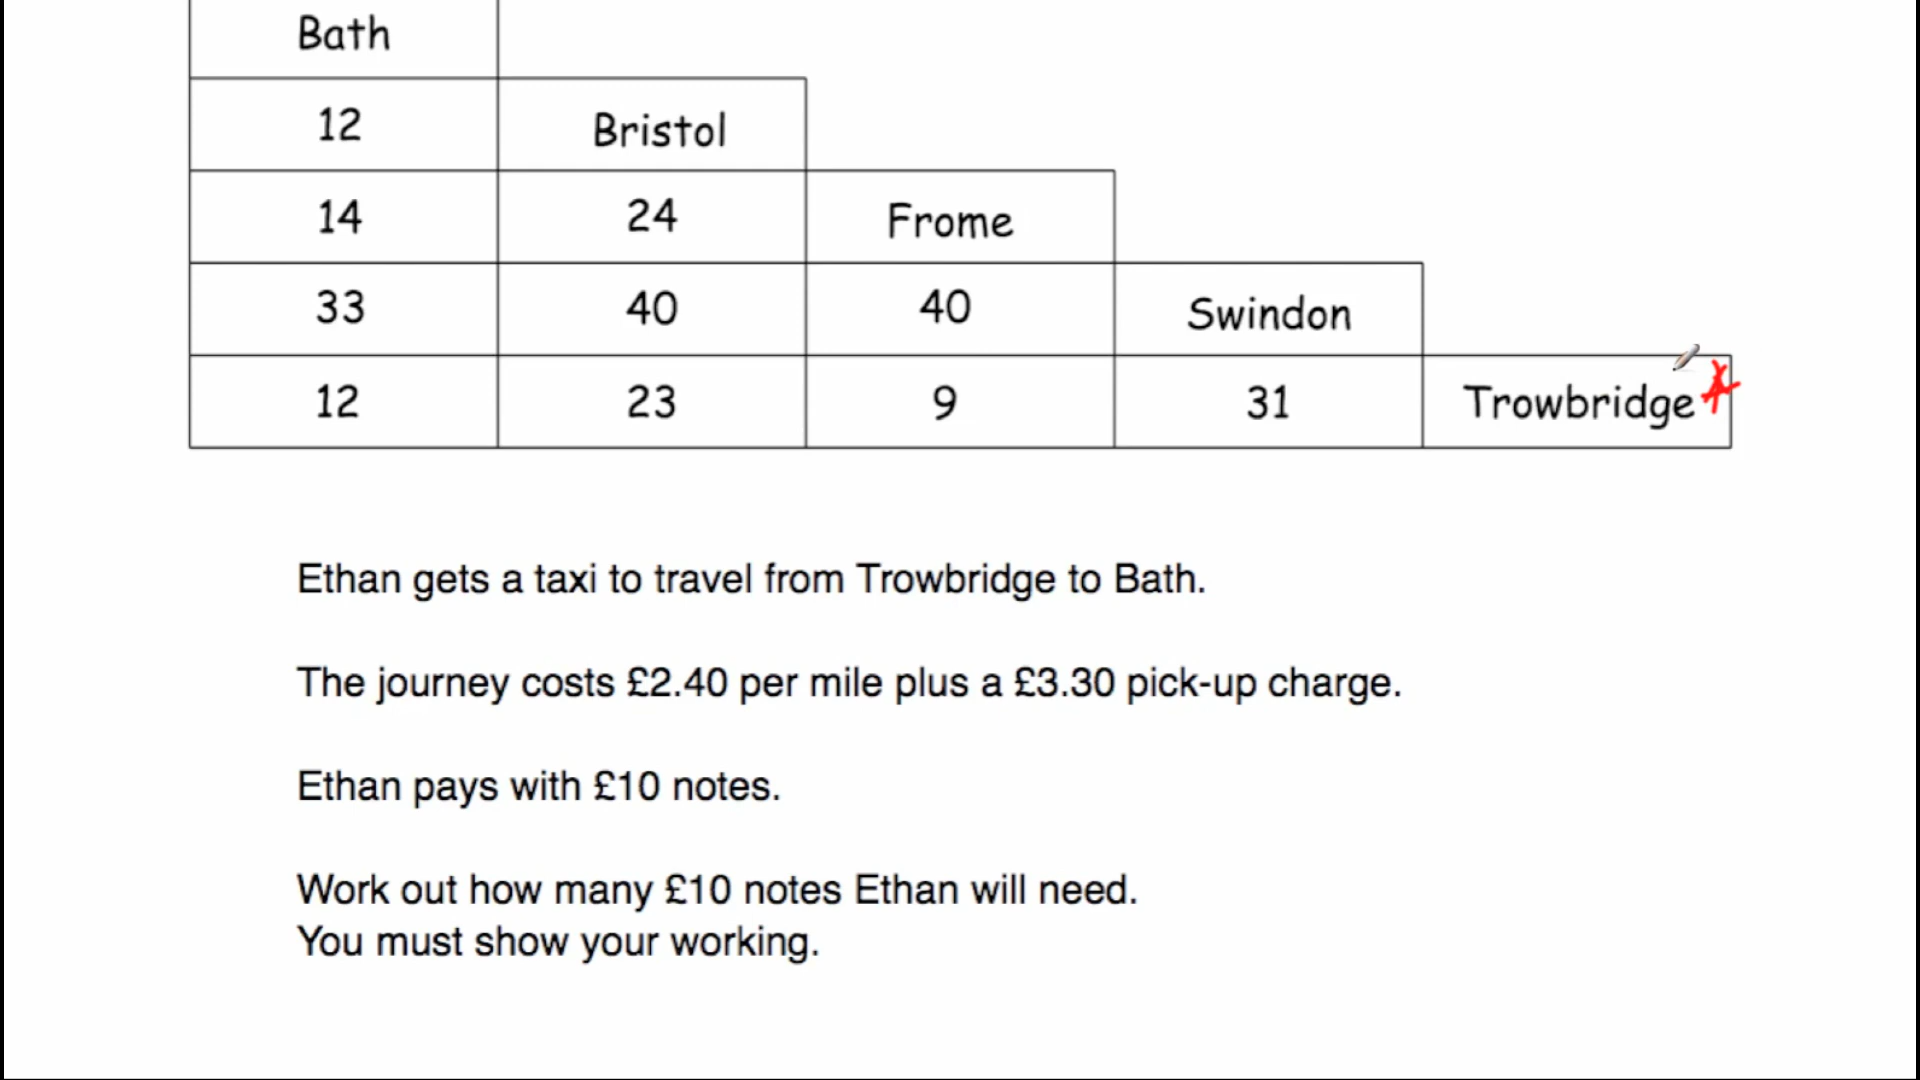 Bath
12 Bristol
14 24 Frome
33 40 40 Swindon
12 23 9 31 Trowbridge
Ethan gets a taxi to travel from Trowbridge to Bath.
The journey costs £2.40 per mile plus a £3.30 pick-up charge.
Ethan pays with £10 notes.
Work out how many £10 notes Ethan will need.
You must show your working.